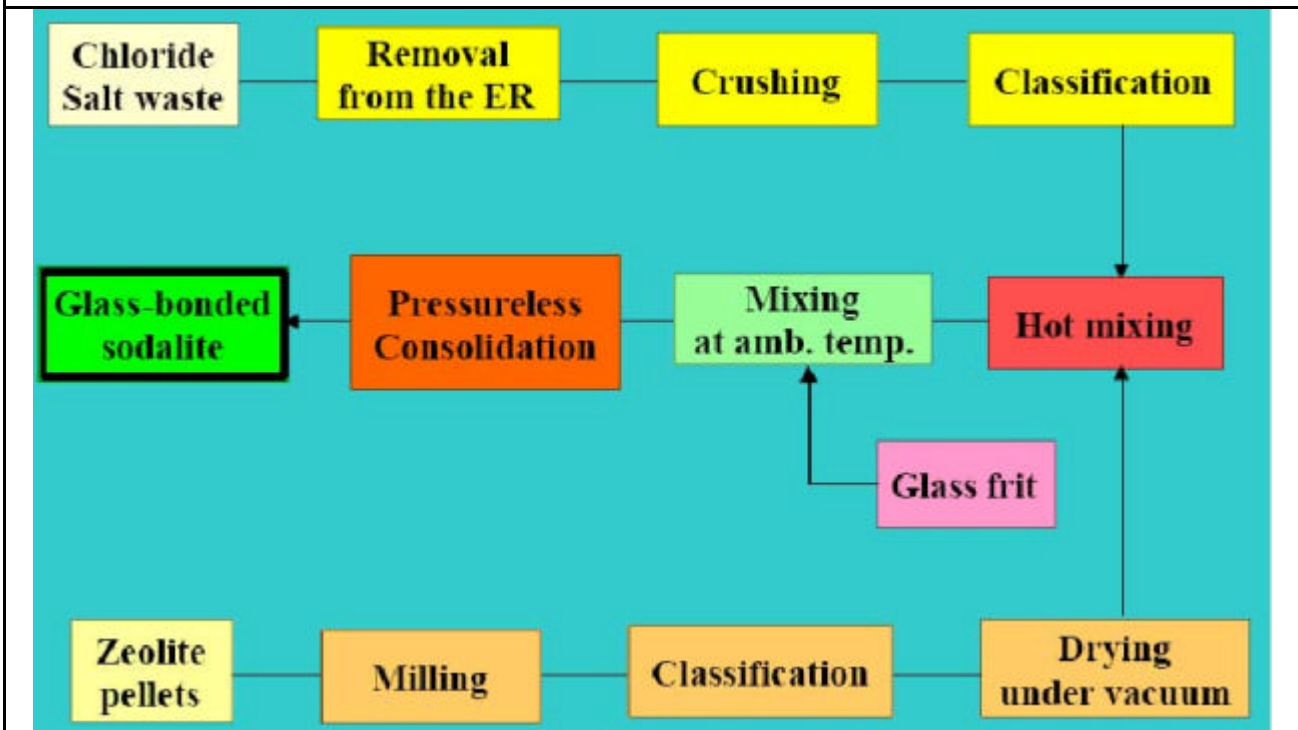 Chloride
Salt waste
Removal
from the ER
Crushing
Classification
Glass-bonded
sodalite
Pressureless
Consolidation
Mixing
at amb. temp.
Hot mixing
Glass frit
Zeolite
pellets
Milling
Classification
Drying
under vacuum